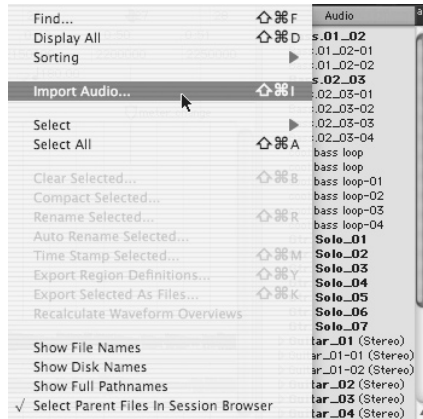 Find... ⇧⌘F
Display All ⇧⌘D
Sorting
Import Audio... ⇧⌘I
Select
Select All ⇧⌘A
Clear Selected... ⇧⌘B
Compact Selected...
Rename Selected... ⇧⌘R
Auto Rename Selected...
Time Stamp Selected... ⇧⌘M
Export Region Definitions... ⇧⌘Y
Export Selected As Files... ⇧⌘K
Recalculate Waveform Overviews
Show File Names
Show Disk Names
Show Full Pathnames
√ Select Parent Files In Session Browser
Audio
.01_02
.01_02-01
.01_02-02
.02_03
.02_03-01
.02_03-02
.02_03-03
.02_03-04
bass loop
bass loop
bass loop-01
bass loop-02
bass loop-03
bass loop-04
Solo_01
Solo_02
Solo_03
Solo_04
Solo_05
Solo_06
Solo_07
tar_01 (Stereo)
ar_01-01 (Stereo)
ar_01-02 (Stereo)
tar_02 (Stereo)
tar_03 (Stereo)
tar_04 (Stereo)